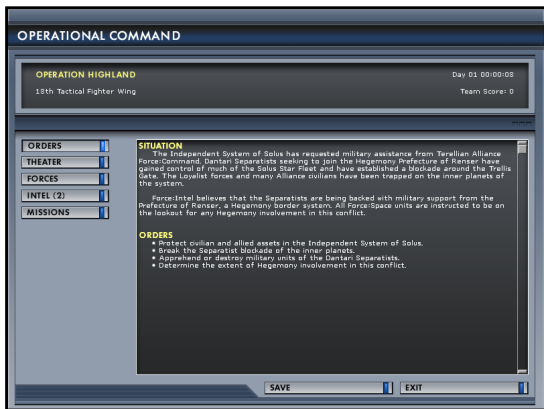 OPERATIONAL COMMAND
OPERATION HIGHLAND
Day 01 00:00:08
18th Tactical Fighter Wing
Team Score: 0
ORDERS
THEATER
FORCES
INTEL (2)
MISSIONS
SITUATION
The Independent System of Solus has requested military assistance from Terellian Alliance
Force:Command. Dantari Separatists seeking to join the Hegemony Prefecture of Renser have
gained control of much of the Solus Star Fleet and have established a blockade around the Trellis
Gate. The Loyalist forces and many Alliance civilians have been trapped on the inner planets of
the system.
Force:Intel believes that the Separatists are being backed with military support from the
Prefecture of Renser, a Hegemony border system. All Force:Space units are instructed to be on
the lookout for any Hegemony involvement in this conflict.
ORDERS
• Protect civilian and allied assets in the Independent System of Solus.
• Break the Separatist blockade of the inner planets.
• Apprehend or destroy military units of the Dantari Separatists.
• Determine the extent of Hegemony involvement in this conflict.
SAVE
EXIT